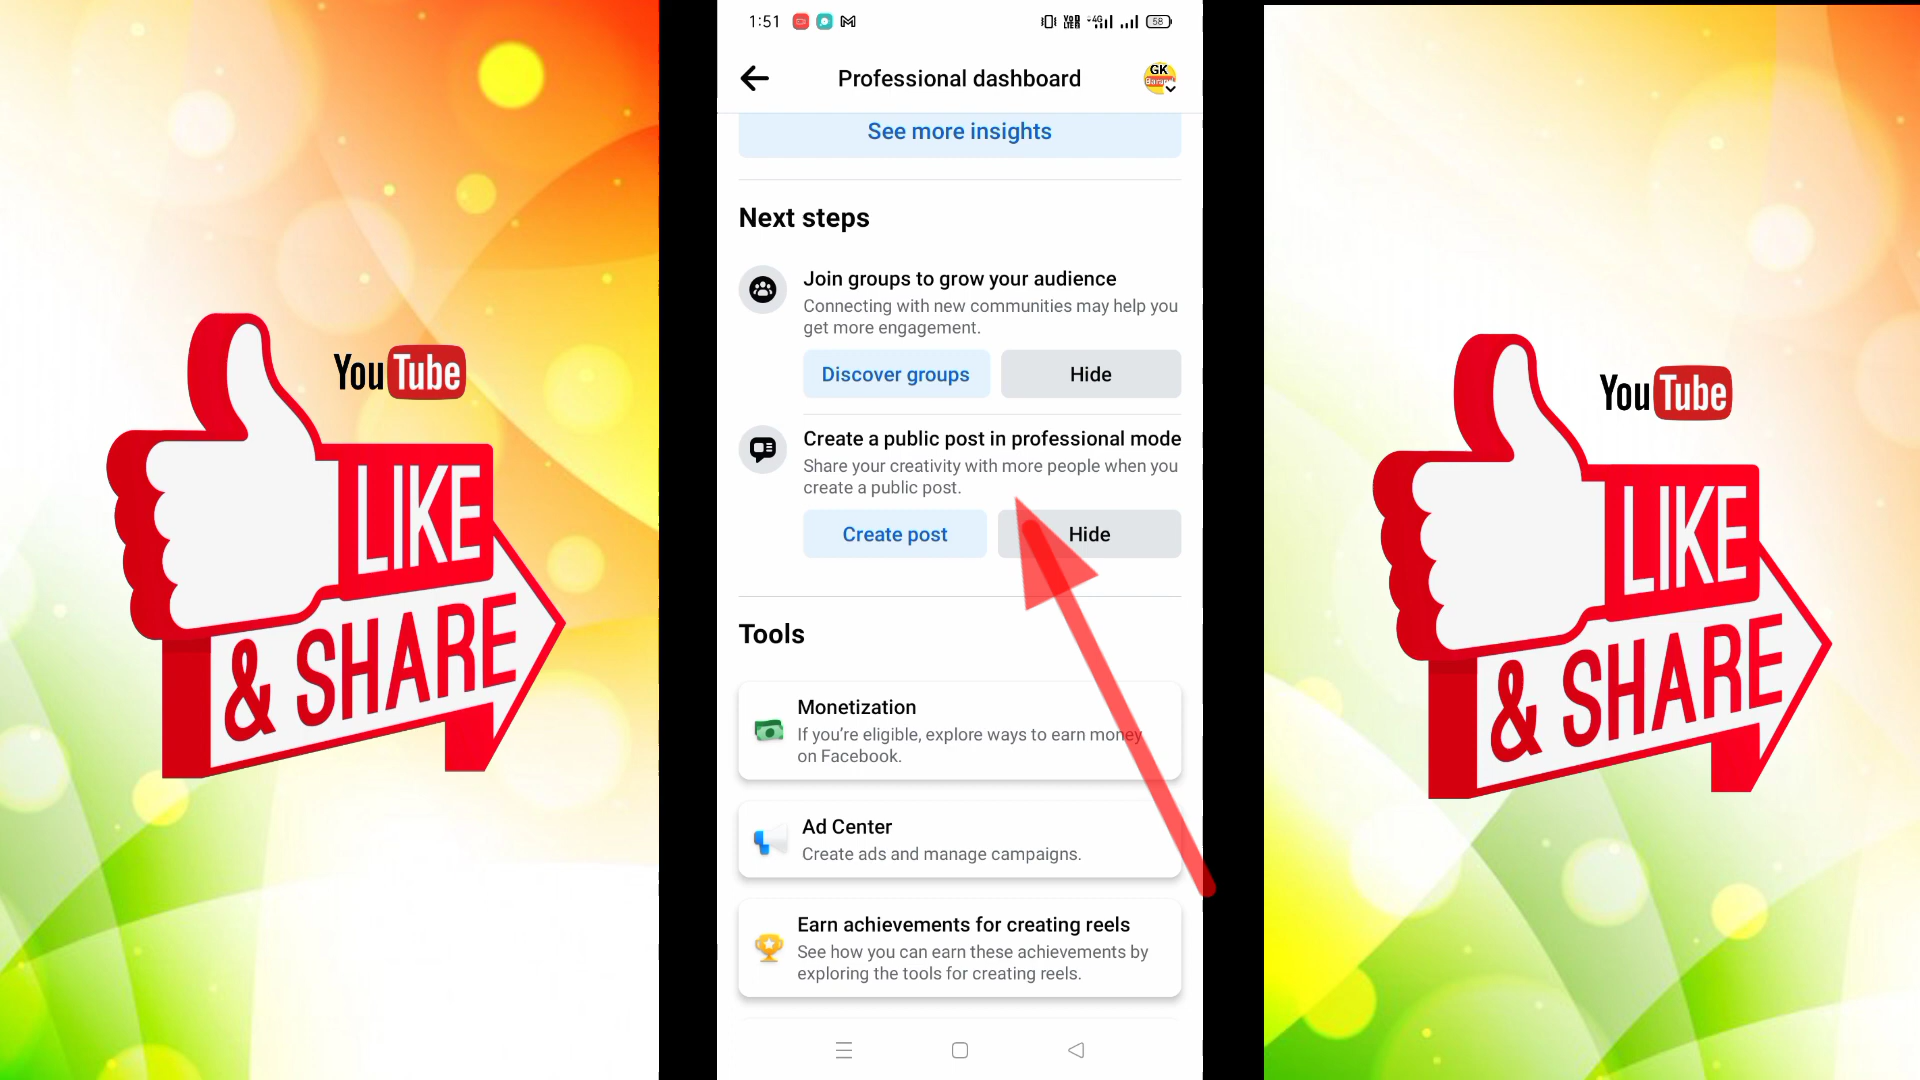 YouTube
LIKE
& SHARE
1:51
58
Professional dashboard
GK
See more insights
Next steps
Join groups to grow your audience
Connecting with new communities may help you
get more engagement.
Discover groups
Hide
Create a public post in professional mode
Share your creativity with more people when you
create a public post.
Create post
Hide
Tools
Monetization
If you’re eligible, explore ways to earn money
on Facebook.
Ad Center
Create ads and manage campaigns.
Earn achievements for creating reels
See how you can earn these achievements by
exploring the tools for creating reels.
YouTube
LIKE
& SHARE